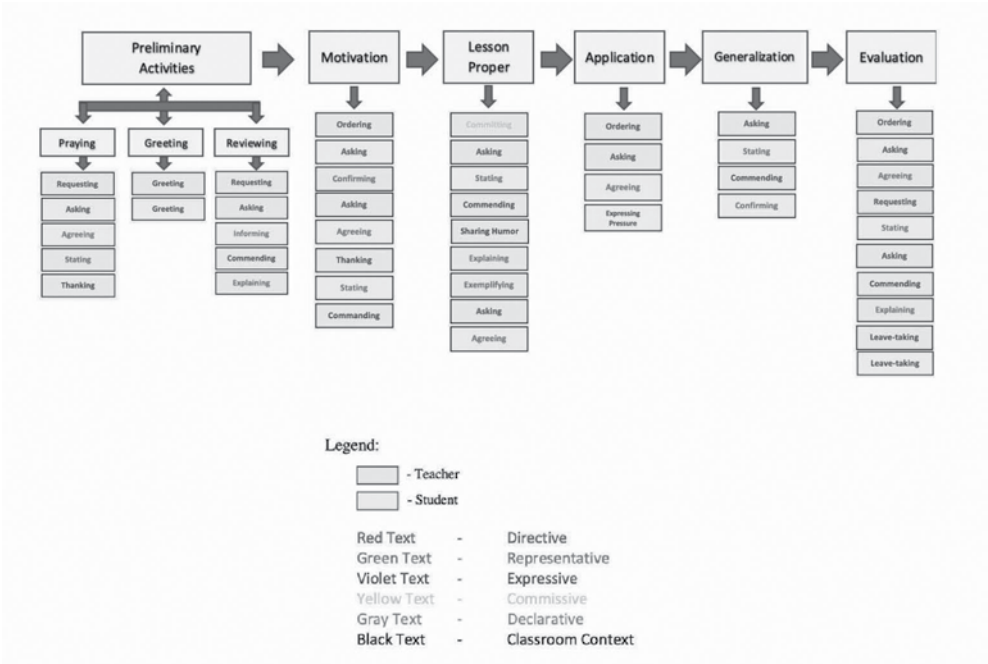 Preliminary
Activities
Motivation
Lesson
Proper
Application
Generalization
Evaluation
Praying
Greeting
Reviewing
Requesting
Asking
Agreeing
Stating
Thanking
Greeting
Greeting
Requesting
Asking
Informing
Commending
Explaining
Ordering
Asking
Confirming
Asking
Agreeing
Thanking
Stating
Commanding
Committing
Asking
Stating
Commending
Sharing Humor
Explaining
Exemplifying
Asking
Agreeing
Ordering
Asking
Agreeing
Expressing
Pressure
Asking
Stating
Commending
Confirming
Ordering
Asking
Agreeing
Requesting
Stating
Asking
Commending
Explaining
Leave-taking
Leave-taking
Legend:
- Teacher
- Student
Red Text - Directive
Green Text - Representative
Violet Text - Expressive
Yellow Text - Commissive
Gray Text - Declarative
Black Text - Classroom Context